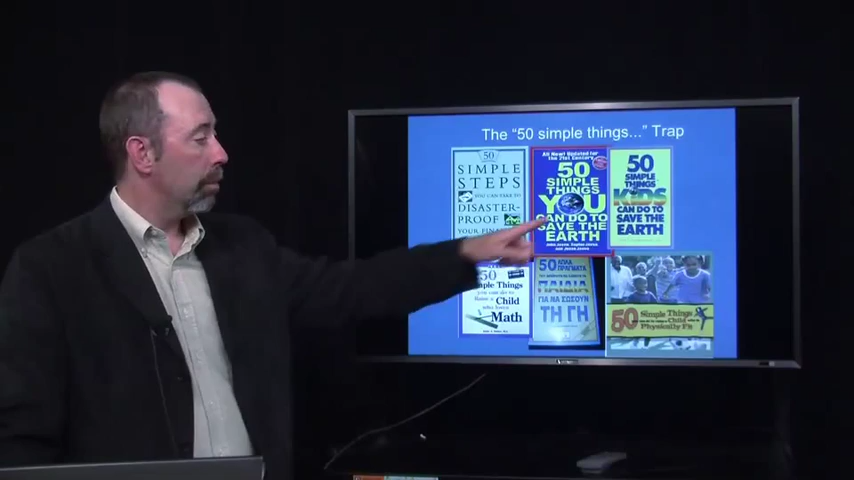 The "50 simple things..." Trap
50
SIMPLE
STEPS
YOU CAN TAKE TO
DISASTER-
PROOF
YOUR
All New! Updated for
the 21st Century
50
SIMPLE
THINGS
YOU
CAN DO TO
SAVE THE
EARTH
50
SIMPLE
THINGS
KIDS
CAN DO TO
SAVE THE
EARTH
50
Simple Things
you can do to
Raise a Child
who loves
Math
50 ΑΠΛΑ
ΠΡΑΓΜΑΤΑ
ΠΑΙΔΙΑ
ΓΙΑ ΝΑ ΣΩΣΟΥΝ
ΤΗ ΓΗ
50 Simple Things
Physically Fit